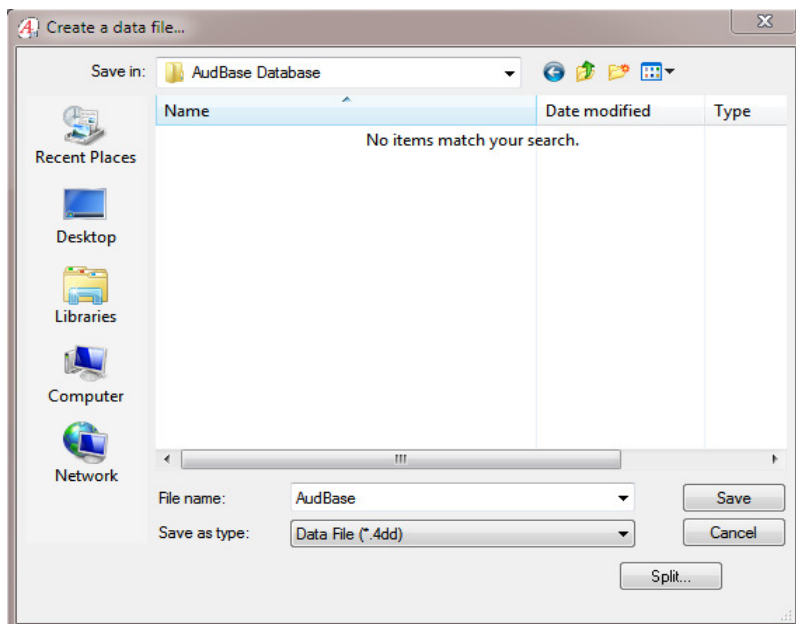 Create a data file...
Save in: AudBase Database
Name Date modified Type
No items match your search.
Recent Places
Desktop
Libraries
Computer
Network
File name: AudBase Save
Save as type: Data File (*.4dd) Cancel
Split...